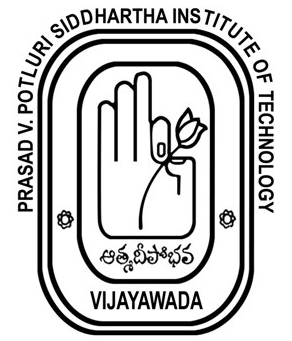 PRASAD V. POTLURI SIDDHARTHA INSTITUTE OF TECHNOLOGY
ఆత్మదీపోభవ
VIJAYAWADA